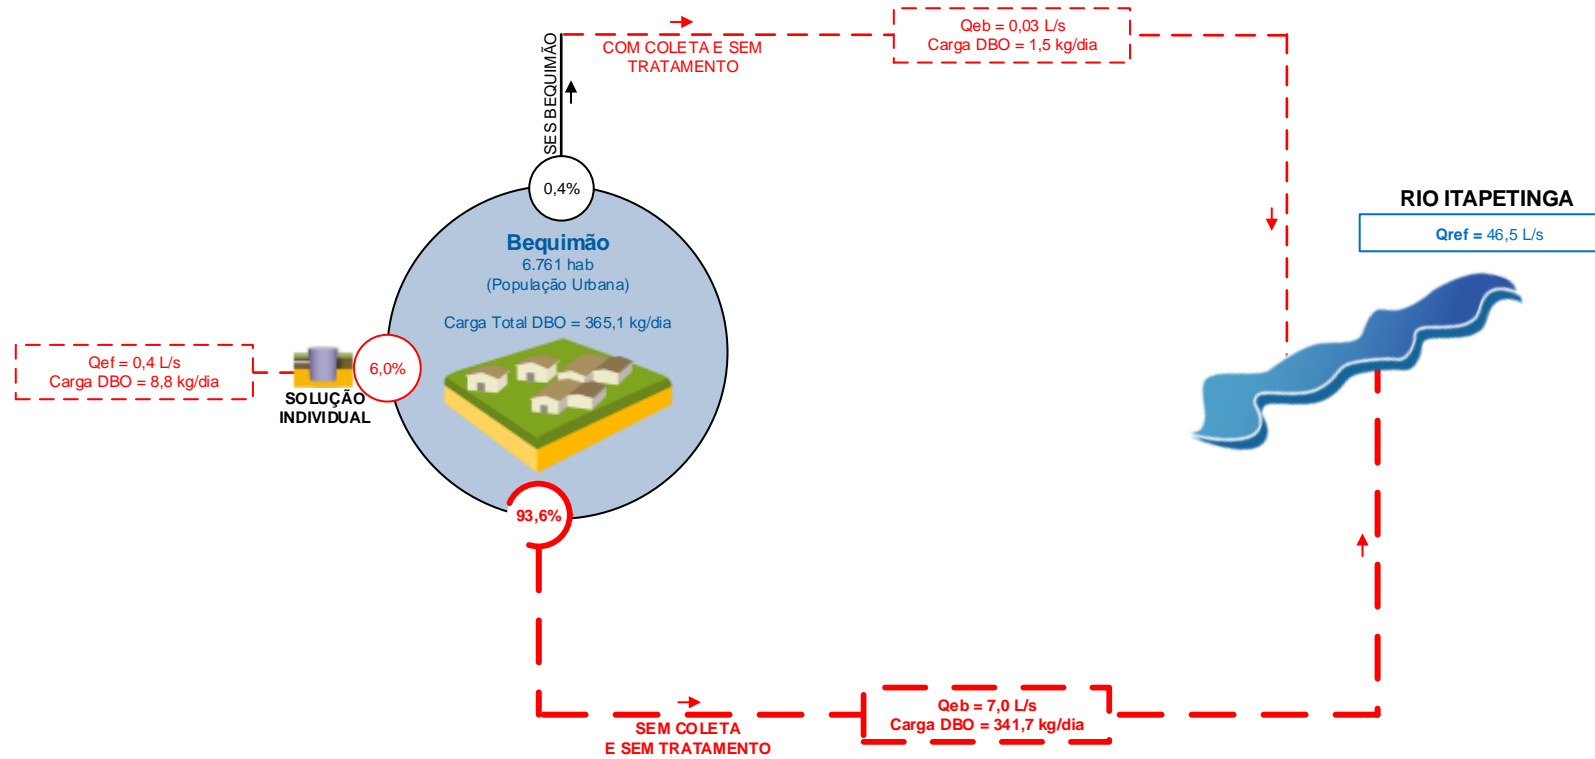 Qeb = 0,03 L/s
Carga DBO = 1,5 kg/dia
COM COLETA E SEM
TRATAMENTO
SES BEQUIMÃO
0,4%
RIO ITAPETINGA
Qref = 46,5 L/s
Bequimão
6.761 hab
(População Urbana)
Carga Total DBO = 365,1 kg/dia
Qef = 0,4 L/s
Carga DBO = 8,8 kg/dia
6,0%
SOLUÇÃO
INDIVIDUAL
93,6%
Qeb = 7,0 L/s
Carga DBO = 341,7 kg/dia
SEM COLETA
E SEM TRATAMENTO